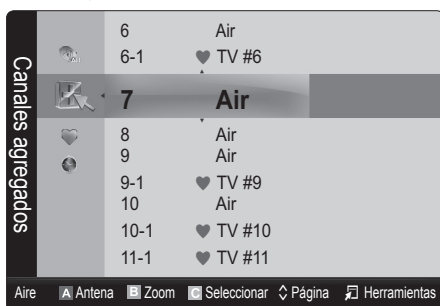 Canales agregados
6 Air
6-1 ♥ TV #6
7 Air
8 Air
9 Air
9-1 ♥ TV #9
10 Air
10-1 ♥ TV #10
11-1 ♥ TV #11
Aire A Antena B Zoom C Seleccionar Página Herramientas